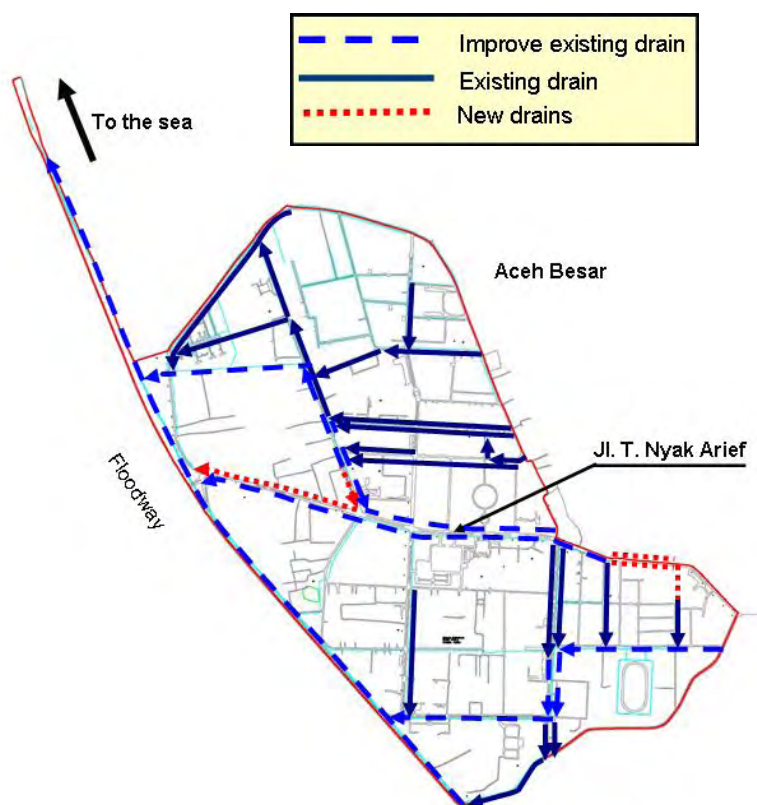 Improve existing drain
Existing drain
New drains
To the sea
Aceh Besar
Jl. T. Nyak Arief
Floodway